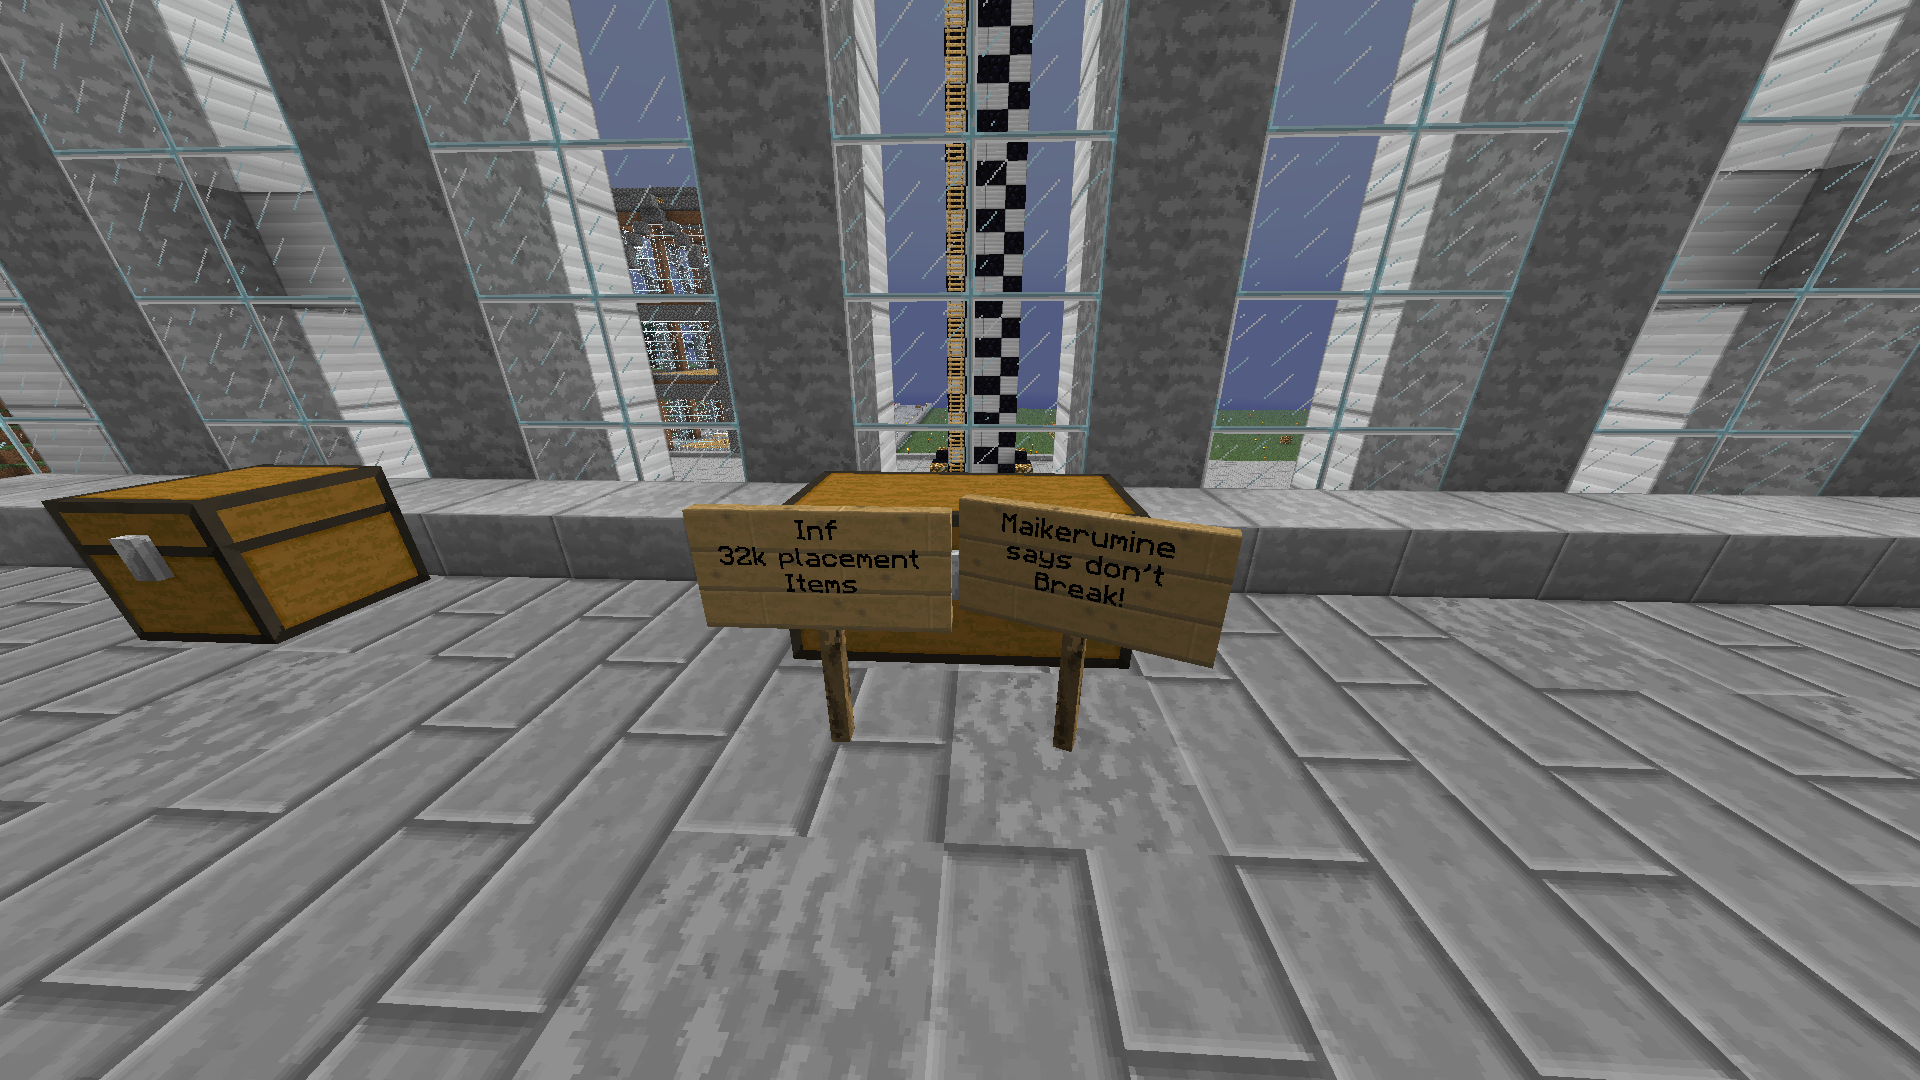 Inf
32k placement
Items
Maikerumine
says don't
Break!